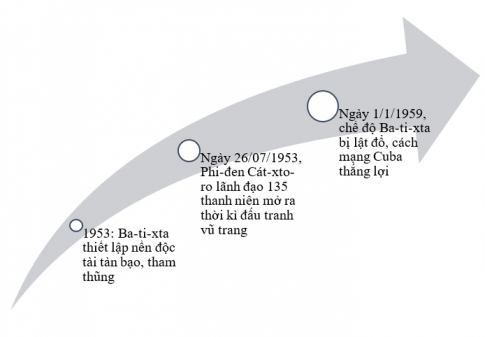 1953: Ba-ti-xta
thiết lập nền độc
tài tàn bạo, tham
thũng
Ngày 26/07/1953,
Phi-đen Cát-xto-
ro lãnh đạo 135
thanh niên mở ra
thời kì đấu tranh
vũ trang
Ngày 1/1/1959,
chế độ Ba-ti-xta
bị lật đổ, cách
mạng Cuba
thắng lợi